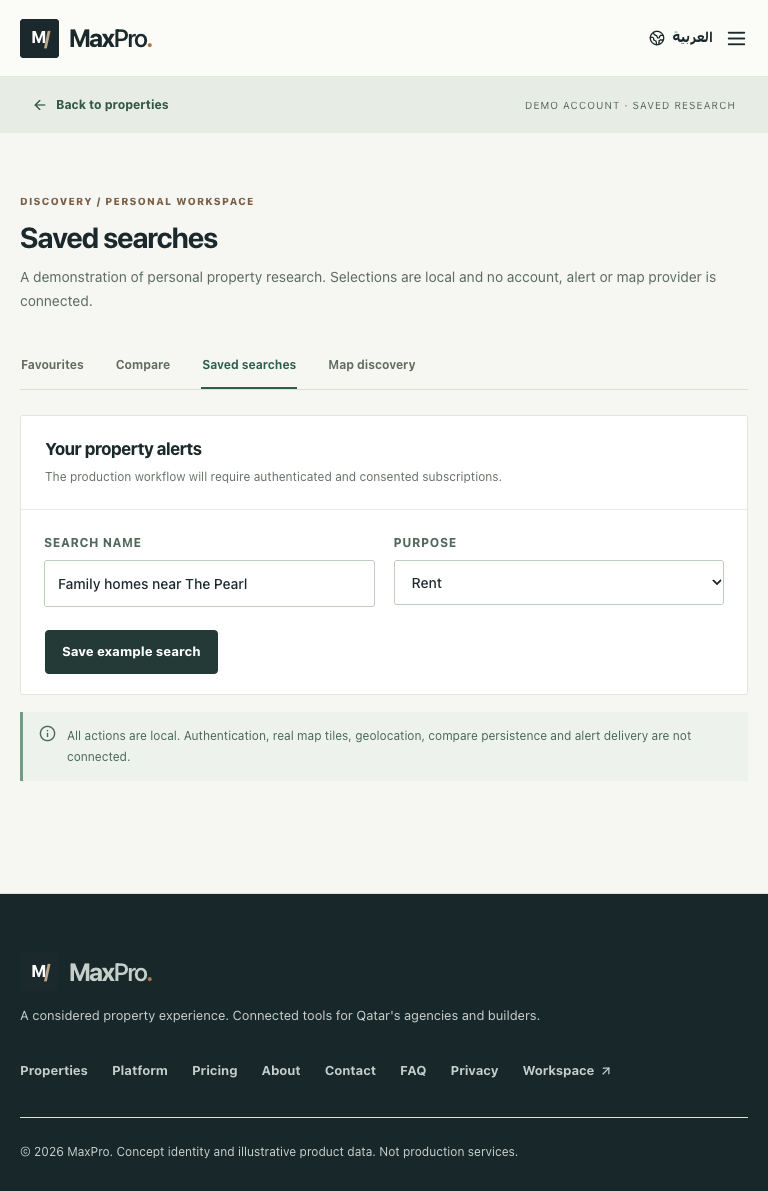 M/ MaxPro.
العربية
Back to properties
DEMO ACCOUNT · SAVED RESEARCH
DISCOVERY / PERSONAL WORKSPACE
Saved searches
A demonstration of personal property research. Selections are local and no account, alert or map provider is
connected.
Favourites Compare Saved searches Map discovery
Your property alerts
The production workflow will require authenticated and consented subscriptions.
SEARCH NAME PURPOSE
Family homes near The Pearl Rent
Save example search
All actions are local. Authentication, real map tiles, geolocation, compare persistence and alert delivery are not
connected.
M/ MaxPro.
A considered property experience. Connected tools for Qatar's agencies and builders.
Properties Platform Pricing About Contact FAQ Privacy Workspace
© 2026 MaxPro. Concept identity and illustrative product data. Not production services.